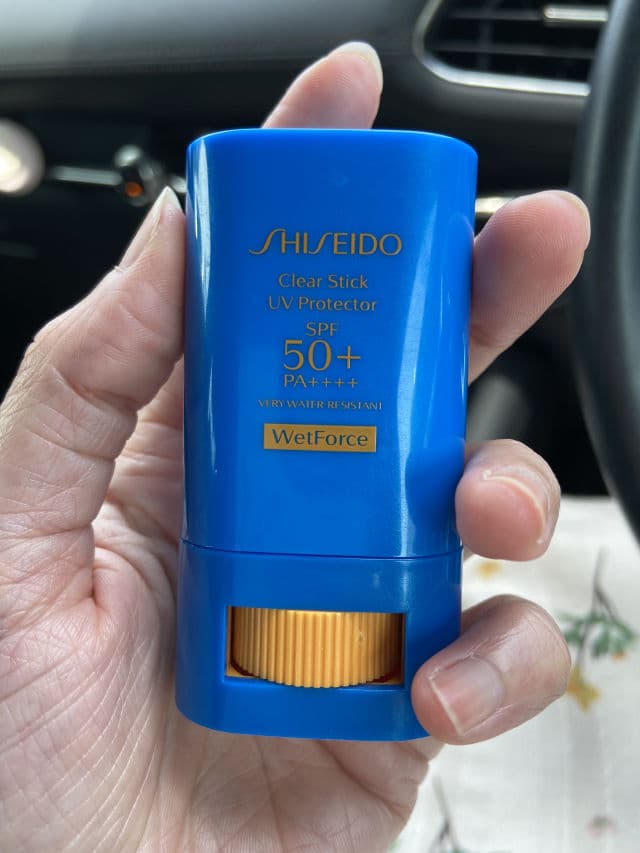 SHISEIDO
Clear Stick
UV Protector
SPF
50+
PA++++
VERY WATER-RESISTANT
WetForce